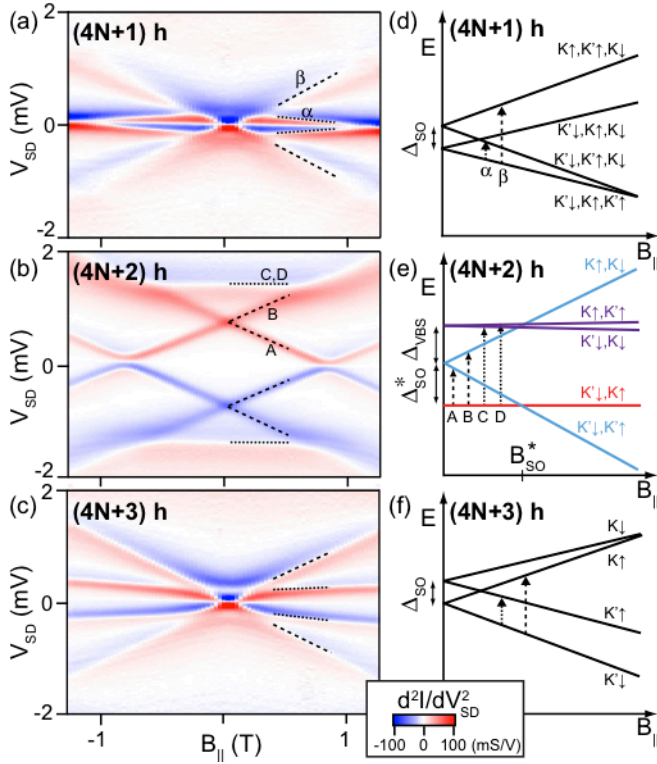 (a) (4N+1) h
V_SD (mV)
2
0
-2
β
α
(d) (4N+1) h
E
K↑,K'↑,K↓
K'↓,K↑,K↓
K'↓,K'↑,K↓
K'↓,K↑,K'↑
Δ_SO
α β
B_||
(b) (4N+2) h
V_SD (mV)
2
0
-2
C,D
B
A
(e) (4N+2) h
E
K↑,K↓
K↑,K'↑
K'↓,K↓
K'↓,K↑
K'↓,K'↑
Δ_VBS
Δ*_SO
A B C D
B*_SO
B_||
(c) (4N+3) h
V_SD (mV)
2
0
-2
-1 0 1
B_|| (T)
(f) (4N+3) h
E
K↓
K↑
K'↑
K'↓
Δ_SO
B_||
d²I/dV²_SD
-100 0 100 (mS/V)